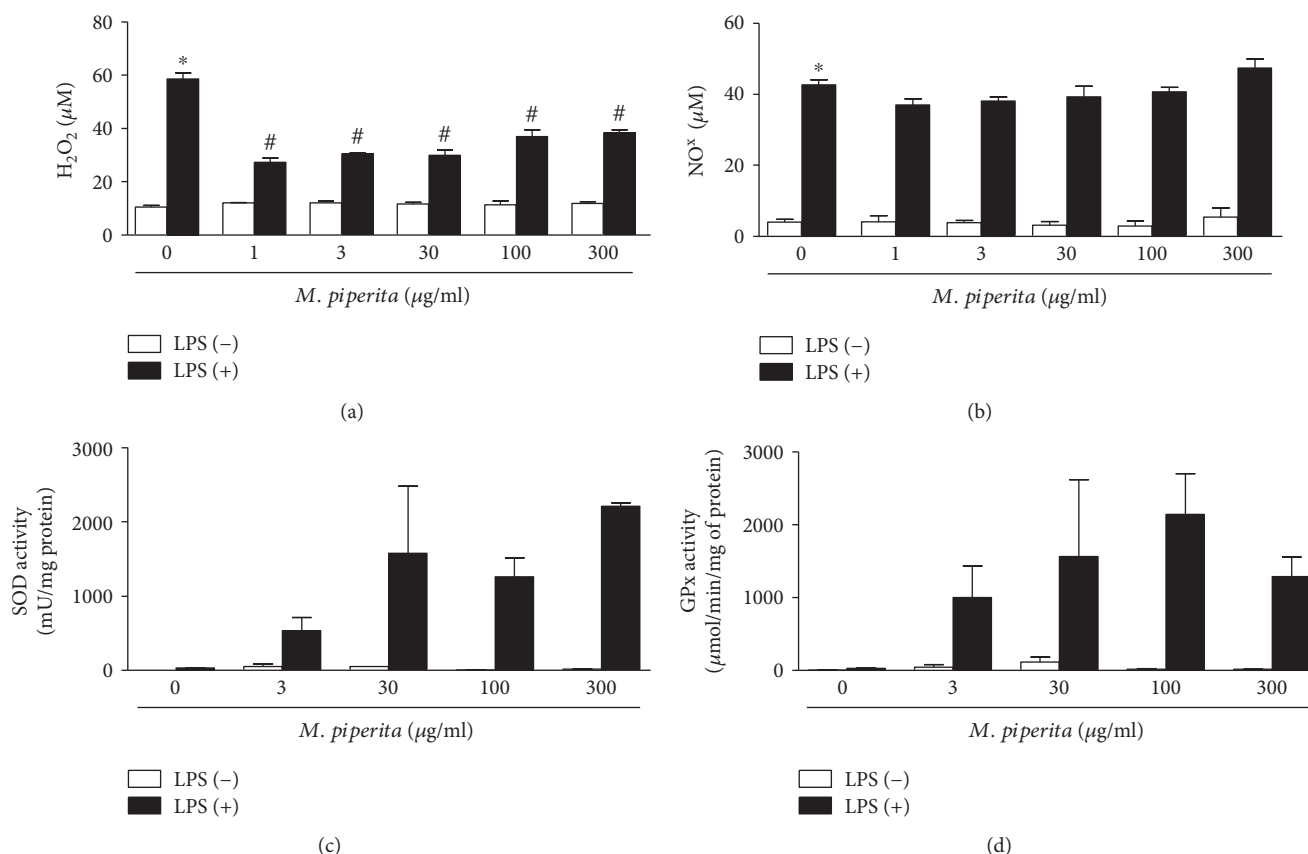 80
60
40
20
0
H₂O₂ (μM)
*
#
#
#
#
#
0 1 3 30 100 300
M. piperita (μg/ml)
LPS (−)
LPS (+)
(a)
60
40
20
0
NOˣ (μM)
*
0 1 3 30 100 300
M. piperita (μg/ml)
LPS (−)
LPS (+)
(b)
3000
2000
1000
0
SOD activity
(mU/mg protein)
0 3 30 100 300
M. piperita (μg/ml)
LPS (−)
LPS (+)
(c)
3000
2000
1000
0
GPx activity
(μmol/min/mg of protein)
0 3 30 100 300
M. piperita (μg/ml)
LPS (−)
LPS (+)
(d)